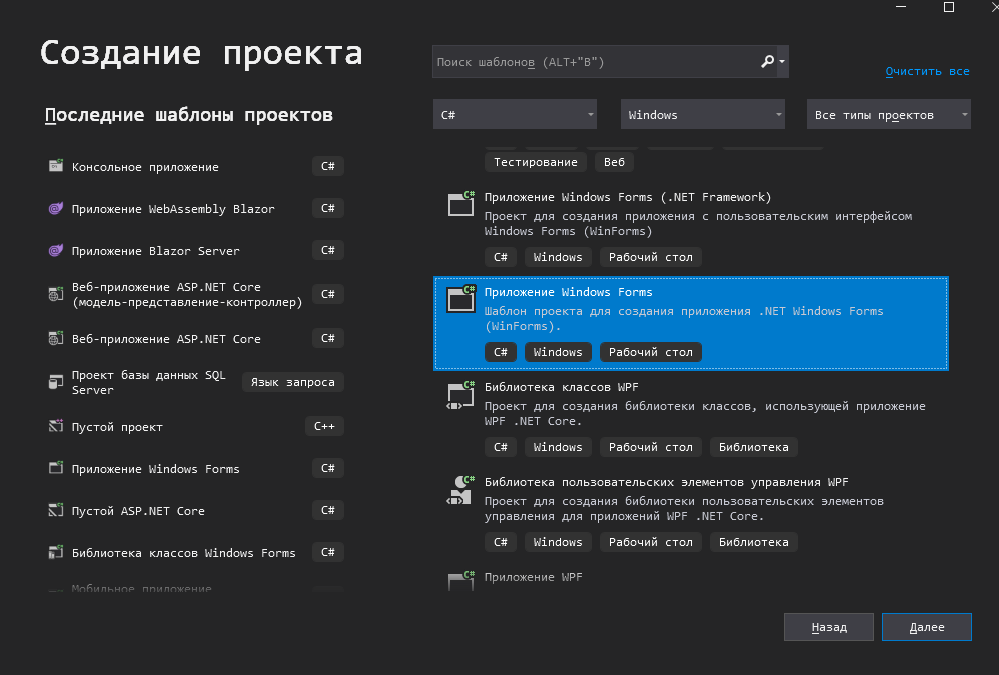 Создание проекта
Поиск шаблонов (ALT+"В")
Очистить все
Последние шаблоны проектов
C#
Windows
Все типы проектов
Консольное приложение
C#
Приложение WebAssembly Blazor
C#
Приложение Blazor Server
C#
Веб-приложение ASP.NET Core
(модель-представление-контроллер)
C#
Веб-приложение ASP.NET Core
C#
Проект базы данных SQL
Server
Язык запроса
Пустой проект
C++
Приложение Windows Forms
C#
Пустой ASP.NET Core
C#
Библиотека классов Windows Forms
C#
Мобильное приложение
Тестирование
Веб
Приложение Windows Forms (.NET Framework)
Проект для создания приложения с пользовательским интерфейсом
Windows Forms (WinForms)
C#
Windows
Рабочий стол
Приложение Windows Forms
Шаблон проекта для создания приложения .NET Windows Forms
(WinForms).
C#
Windows
Рабочий стол
Библиотека классов WPF
Проект для создания библиотеки классов, использующей приложение
WPF .NET Core.
C#
Windows
Рабочий стол
Библиотека
Библиотека пользовательских элементов управления WPF
Проект для создания библиотеки пользовательских элементов
управления для приложений WPF .NET Core.
C#
Windows
Рабочий стол
Библиотека
Приложение WPF
Назад
Далее